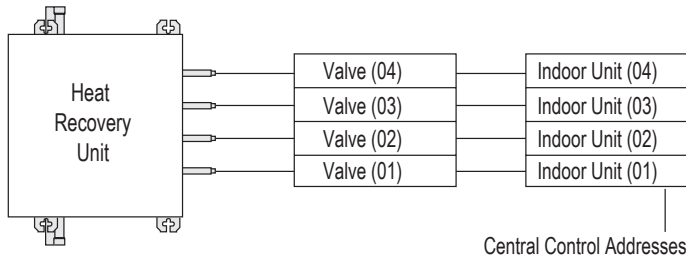 Heat
Recovery
Unit
Valve (04)
Indoor Unit (04)
Valve (03)
Indoor Unit (03)
Valve (02)
Indoor Unit (02)
Valve (01)
Indoor Unit (01)
Central Control Addresses